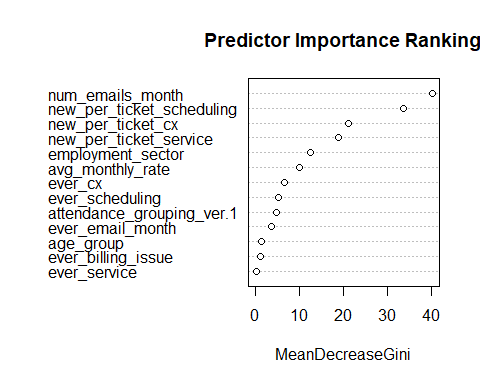 Predictor Importance Ranking
num_emails_month
new_per_ticket_scheduling
new_per_ticket_cx
new_per_ticket_service
employment_sector
avg_monthly_rate
ever_cx
ever_scheduling
attendance_grouping_ver.1
ever_email_month
age_group
ever_billing_issue
ever_service
0 10 20 30 40
MeanDecreaseGini